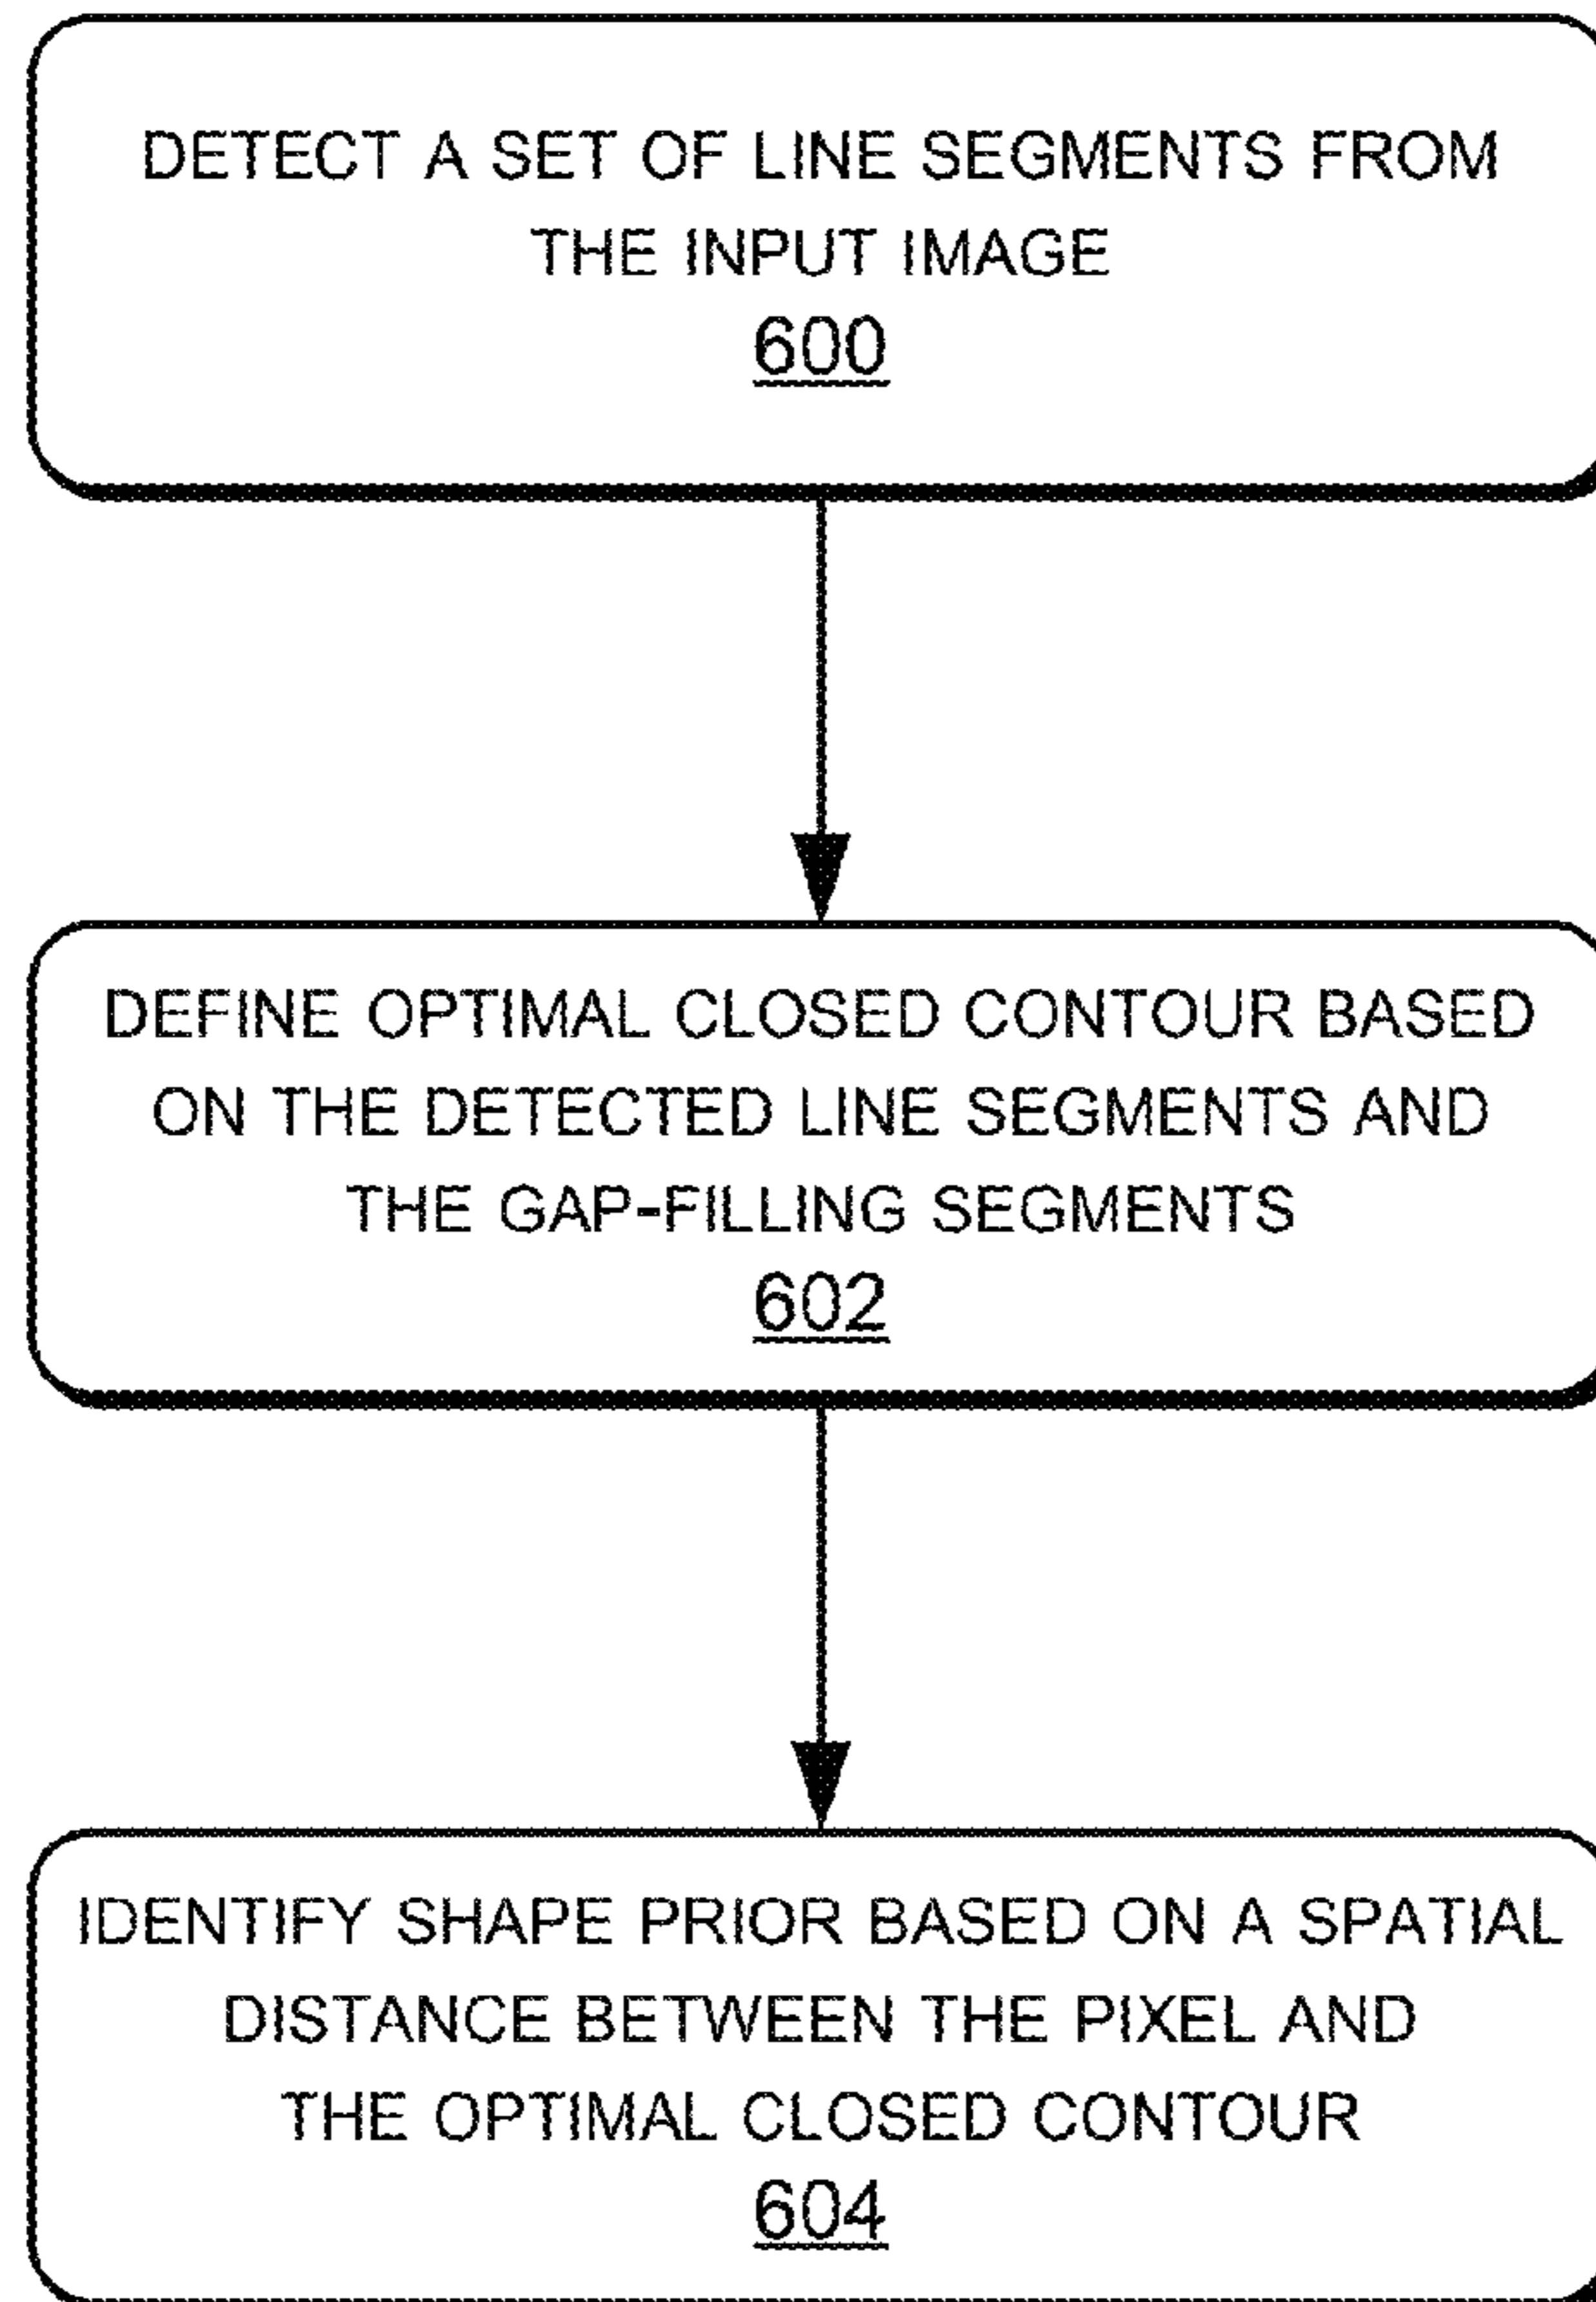 DETECT A SET OF LINE SEGMENTS FROM
THE INPUT IMAGE
600
DEFINE OPTIMAL CLOSED CONTOUR BASED
ON THE DETECTED LINE SEGMENTS AND
THE GAP-FILLING SEGMENTS
602
IDENTIFY SHAPE PRIOR BASED ON A SPATIAL
DISTANCE BETWEEN THE PIXEL AND
THE OPTIMAL CLOSED CONTOUR
604